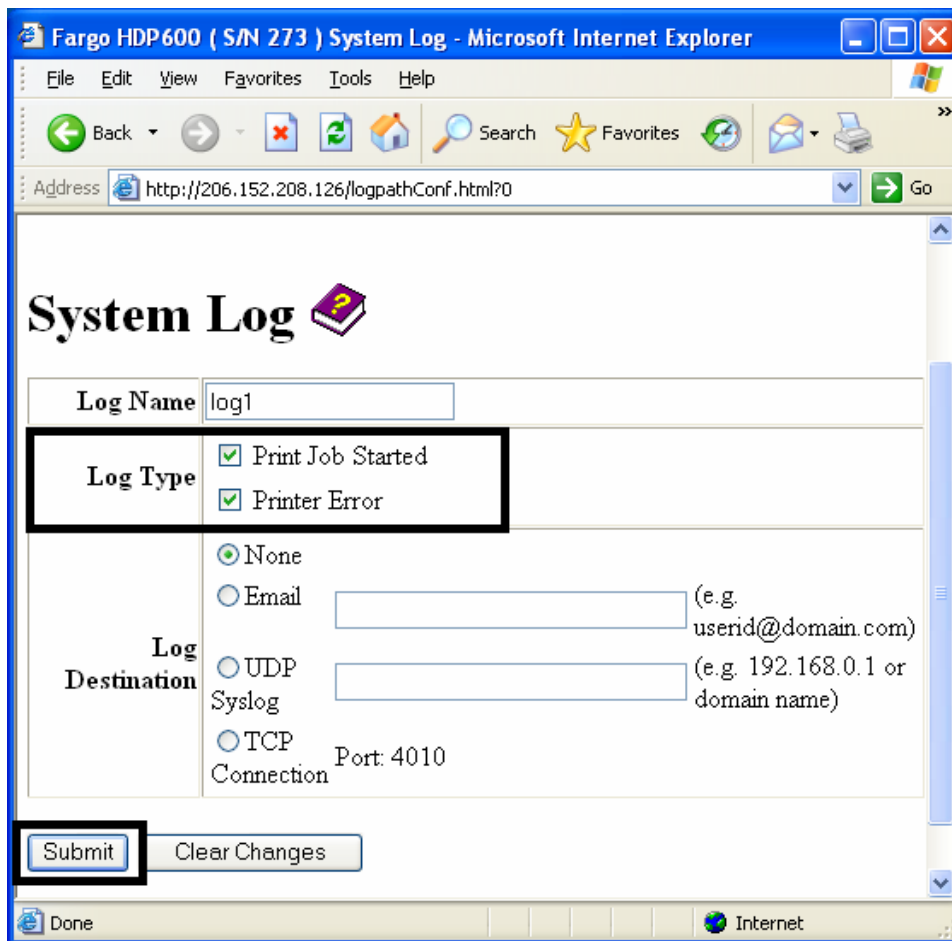 Fargo HDP600 ( S/N 273 ) System Log - Microsoft Internet Explorer
File Edit View Favorites Tools Help
Back Search Favorites »
Address http://206.152.208.126/logpathConf.html?0 Go
System Log ?
Log Name log1
Log Type
Print Job Started
Printer Error
Log Destination
None
Email (e.g. userid@domain.com)
UDP Syslog (e.g. 192.168.0.1 or domain name)
TCP Connection Port: 4010
Submit Clear Changes
Done Internet